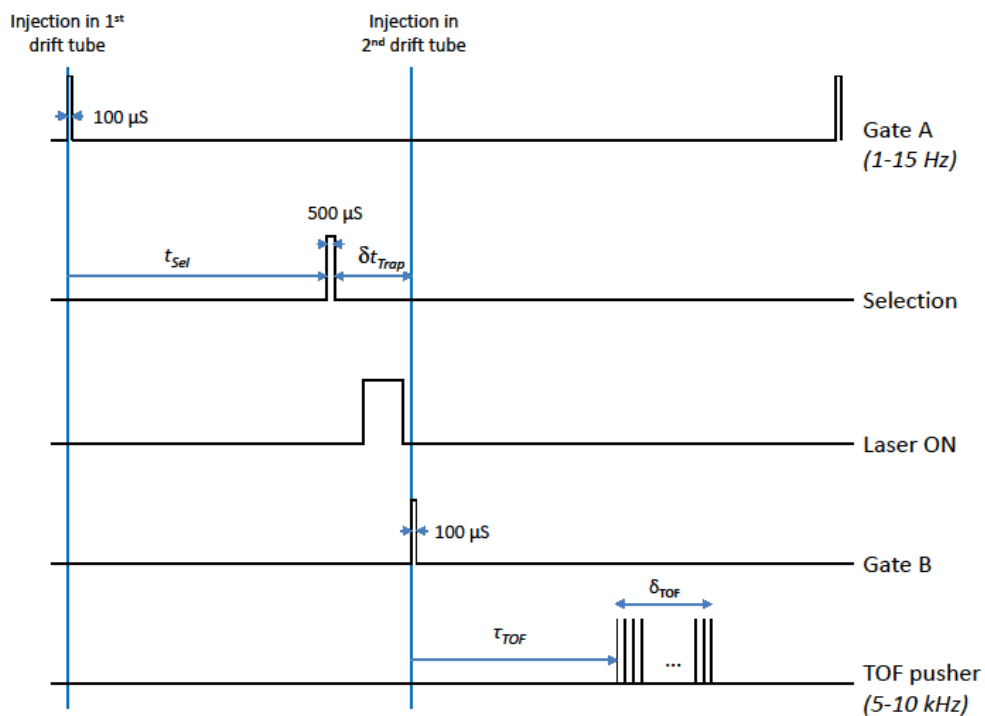 Injection in 1st
drift tube
Injection in
2nd drift tube
100 μS
Gate A
(1-15 Hz)
500 μS
tSel
δtTrap
Selection
Laser ON
100 μS
Gate B
δTOF
τTOF
...
TOF pusher
(5-10 kHz)